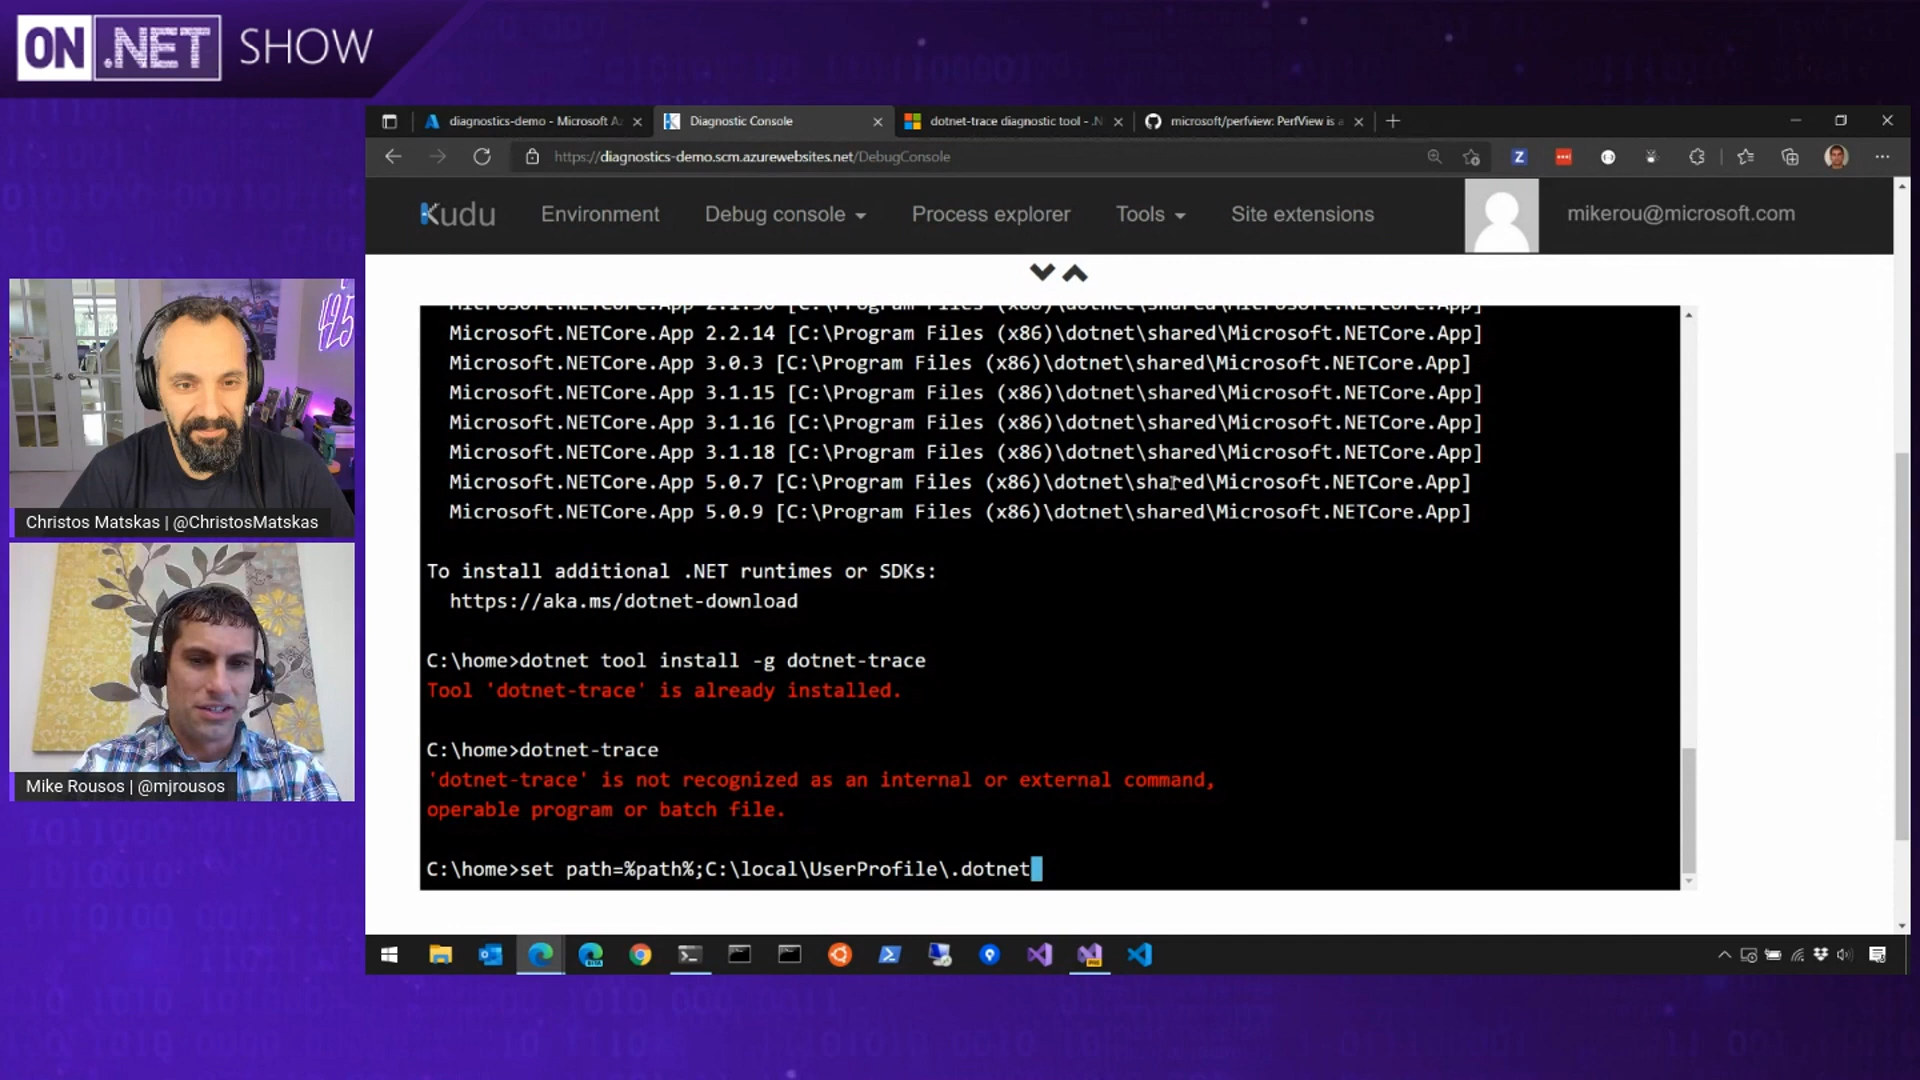 ON .NET SHOW
diagnostics-demo - Microsoft A
Diagnostic Console
dotnet-trace diagnostic tool - .N
microsoft/perfview: PerfView is a
https://diagnostics-demo.scm.azurewebsites.net/DebugConsole
Kudu
Environment
Debug console
Process explorer
Tools
Site extensions
mikerou@microsoft.com
Microsoft.NETCore.App 2.2.14 [C:\Program Files (x86)\dotnet\shared\Microsoft.NETCore.App]
Microsoft.NETCore.App 3.0.3 [C:\Program Files (x86)\dotnet\shared\Microsoft.NETCore.App]
Microsoft.NETCore.App 3.1.15 [C:\Program Files (x86)\dotnet\shared\Microsoft.NETCore.App]
Microsoft.NETCore.App 3.1.16 [C:\Program Files (x86)\dotnet\shared\Microsoft.NETCore.App]
Microsoft.NETCore.App 3.1.18 [C:\Program Files (x86)\dotnet\shared\Microsoft.NETCore.App]
Microsoft.NETCore.App 5.0.7 [C:\Program Files (x86)\dotnet\shared\Microsoft.NETCore.App]
Microsoft.NETCore.App 5.0.9 [C:\Program Files (x86)\dotnet\shared\Microsoft.NETCore.App]
To install additional .NET runtimes or SDKs:
https://aka.ms/dotnet-download
C:\home>dotnet tool install -g dotnet-trace
Tool 'dotnet-trace' is already installed.
C:\home>dotnet-trace
'dotnet-trace' is not recognized as an internal or external command,
operable program or batch file.
C:\home>set path=%path%;C:\local\UserProfile\.dotnet
Christos Matskas | @ChristosMatskas
Mike Rousos | @mjrousos